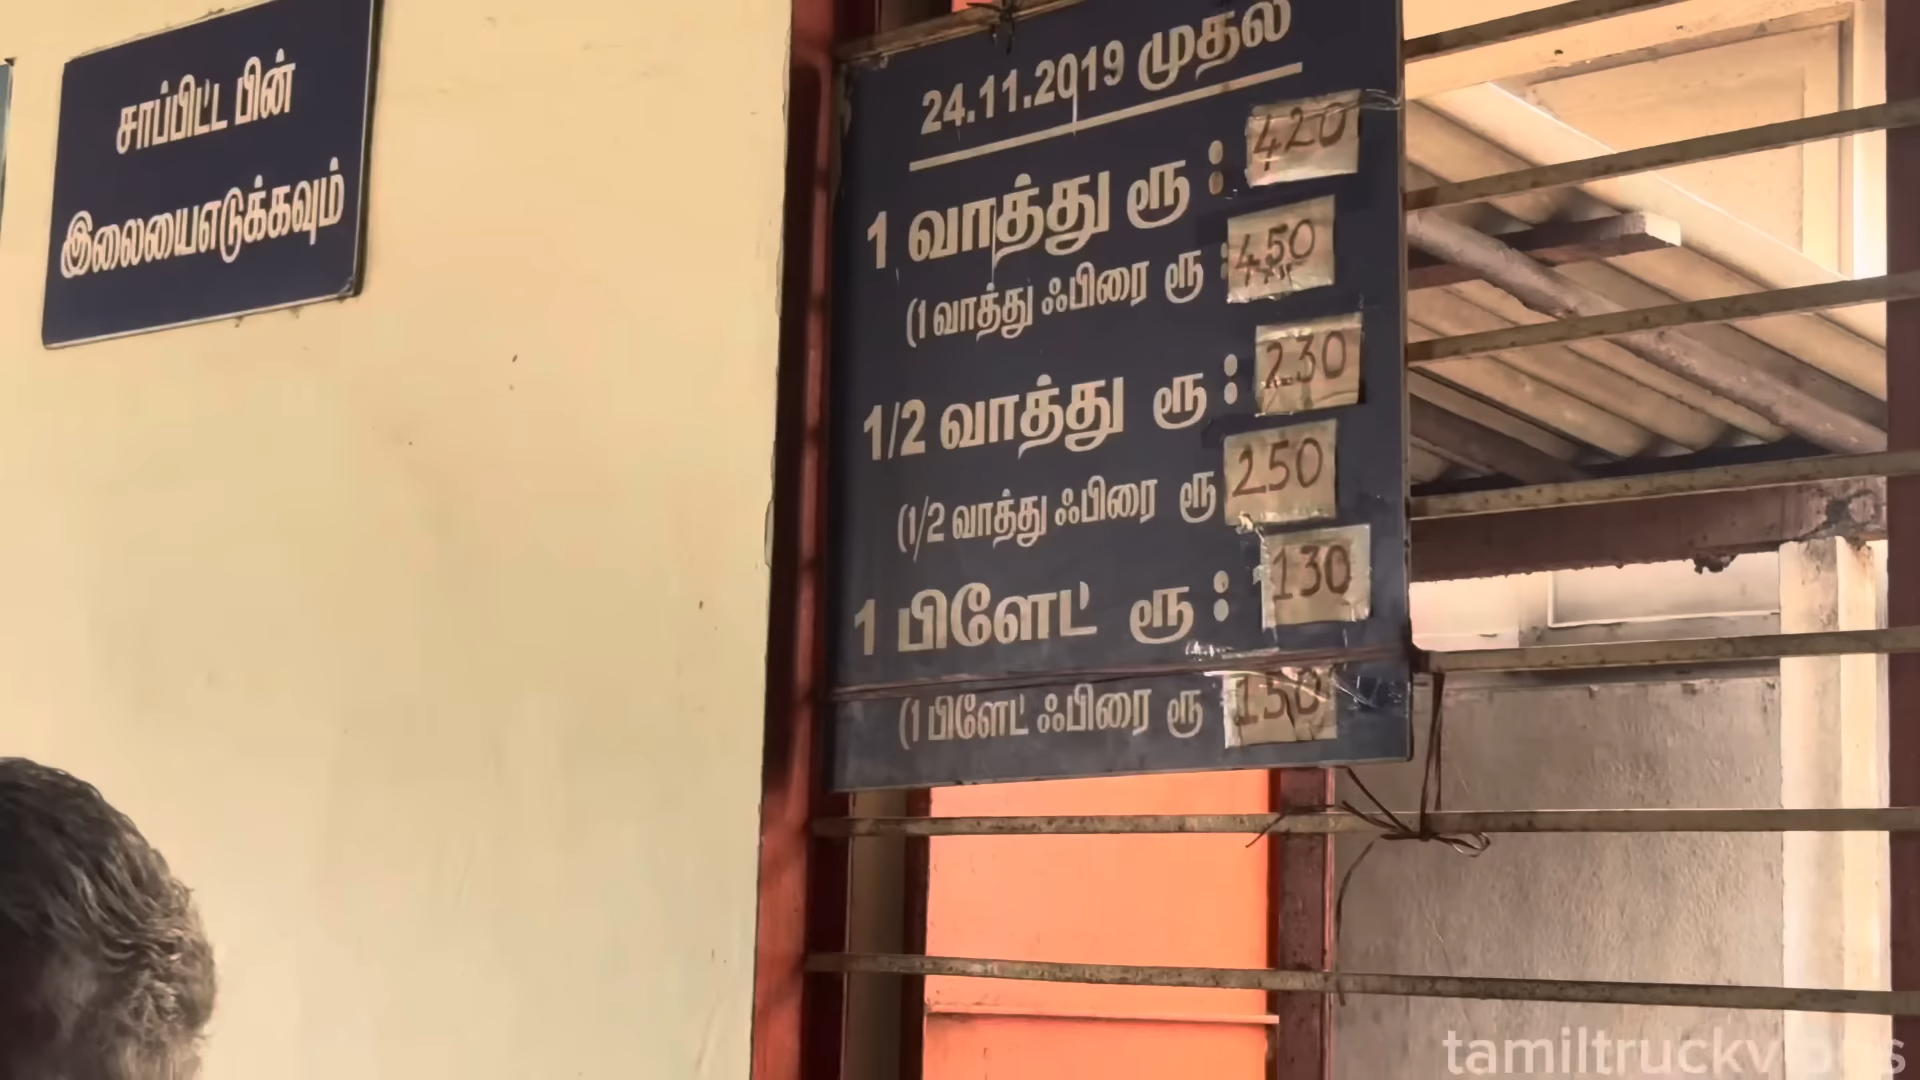 சாப்பிட்ட பின்
இலையைஎடுக்கவும்
24.11.2019 முதல்
1 வாத்து ரூ : 420
(1 வாத்து ஃபிரை ரூ : 450
1/2 வாத்து ரூ : 230
(1/2 வாத்து ஃபிரை ரூ 250
1 பிளேட் ரூ : 130
(1 பிளேட் ஃபிரை ரூ 150